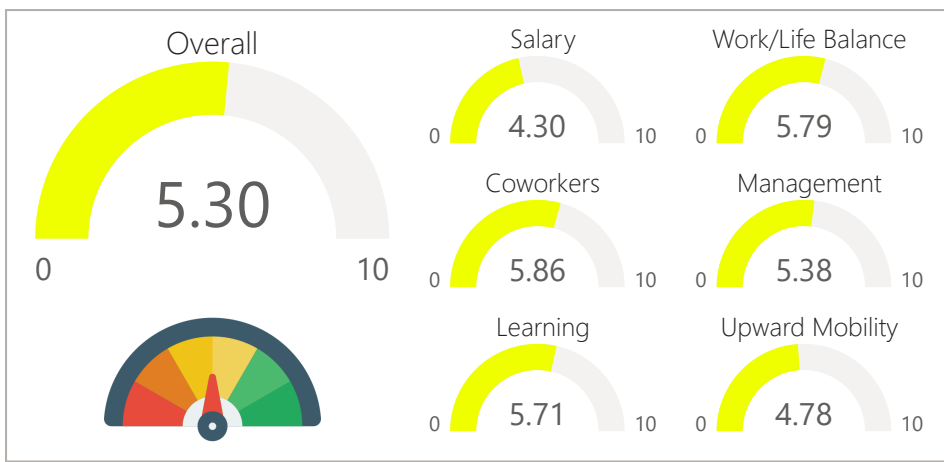 Overall
5.30
0 10
Salary
4.30
0 10
Work/Life Balance
5.79
0 10
Coworkers
5.86
0 10
Management
5.38
0 10
Learning
5.71
0 10
Upward Mobility
4.78
0 10